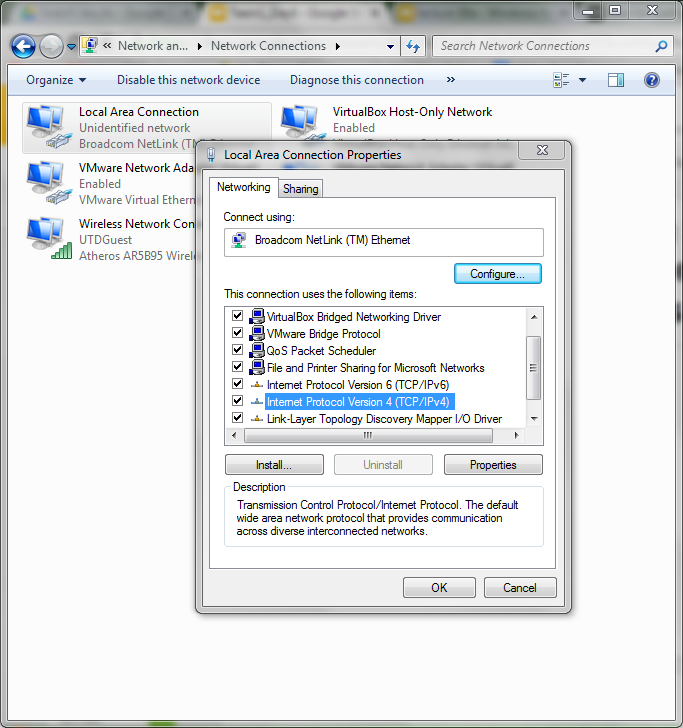 Network an... Network Connections Search Network Connections
Organize Disable this network device Diagnose this connection »
Local Area Connection
Unidentified network
Broadcom NetLink (TM)
VirtualBox Host-Only Network
Enabled
VMware Network Ada
Enabled
VMware Virtual Ethern
Wireless Network Con
UTDGuest
Atheros AR5B95 Wirele
Local Area Connection Properties
Networking Sharing
Connect using:
Broadcom NetLink (TM) Ethernet
Configure...
This connection uses the following items:
VirtualBox Bridged Networking Driver
VMware Bridge Protocol
QoS Packet Scheduler
File and Printer Sharing for Microsoft Networks
Internet Protocol Version 6 (TCP/IPv6)
Internet Protocol Version 4 (TCP/IPv4)
Link-Layer Topology Discovery Mapper I/O Driver
Install... Uninstall Properties
Description
Transmission Control Protocol/Internet Protocol. The default
wide area network protocol that provides communication
across diverse interconnected networks.
OK Cancel